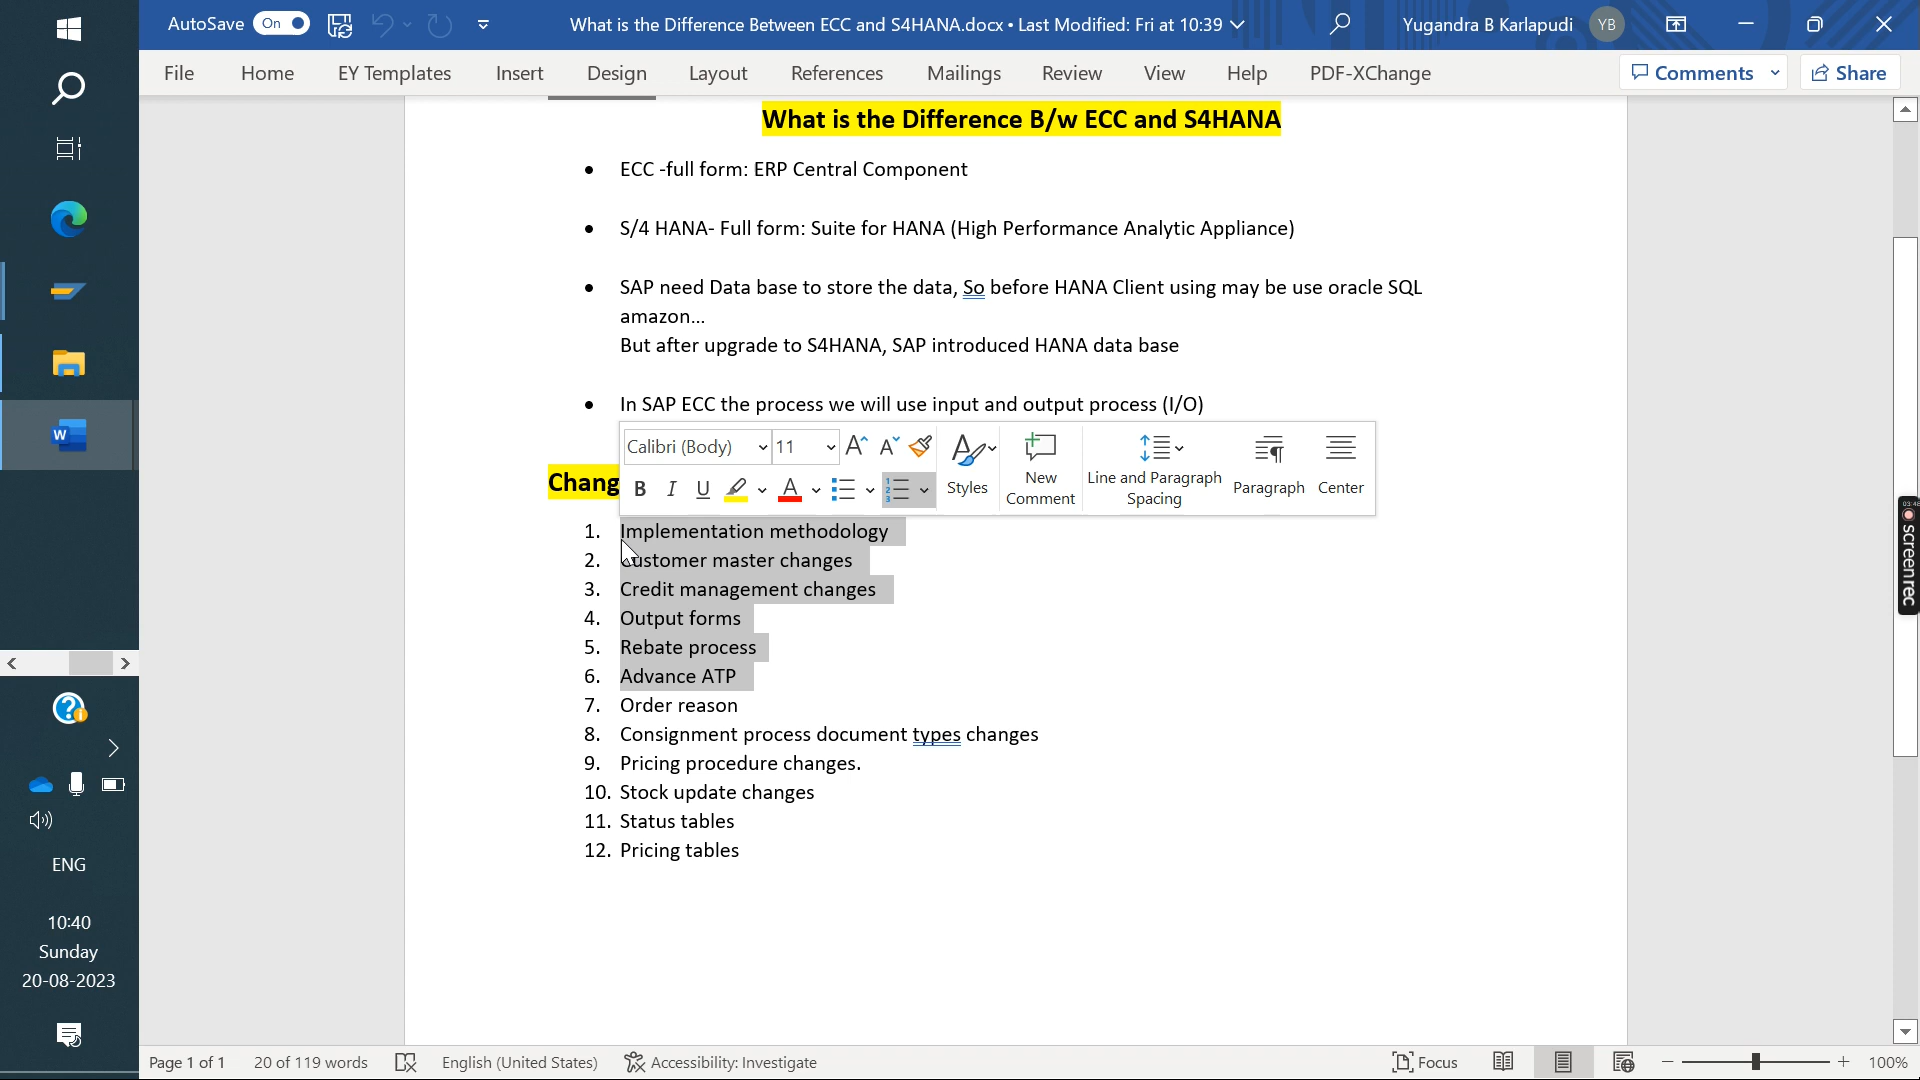 AutoSave On What is the Difference Between ECC and S4HANA.docx • Last Modified: Fri at 10:39 Yugandra B Karlapudi YB
File Home EY Templates Insert Design Layout References Mailings Review View Help PDF-XChange Comments Share
What is the Difference B/w ECC and S4HANA
• ECC -full form: ERP Central Component
• S/4 HANA- Full form: Suite for HANA (High Performance Analytic Appliance)
• SAP need Data base to store the data, So before HANA Client using may be use oracle SQL
amazon...
But after upgrade to S4HANA, SAP introduced HANA data base
• In SAP ECC the process we will use input and output process (I/O)
Calibri (Body) 11
B I U A Styles
New
Comment
Line and Paragraph
Spacing
Paragraph
Center
Chang
1. Implementation methodology
2. Customer master changes
3. Credit management changes
4. Output forms
5. Rebate process
6. Advance ATP
7. Order reason
8. Consignment process document types changes
9. Pricing procedure changes.
10. Stock update changes
11. Status tables
12. Pricing tables
screenrec
ENG
10:40
Sunday
20-08-2023
Page 1 of 1 20 of 119 words English (United States) Accessibility: Investigate Focus 100%